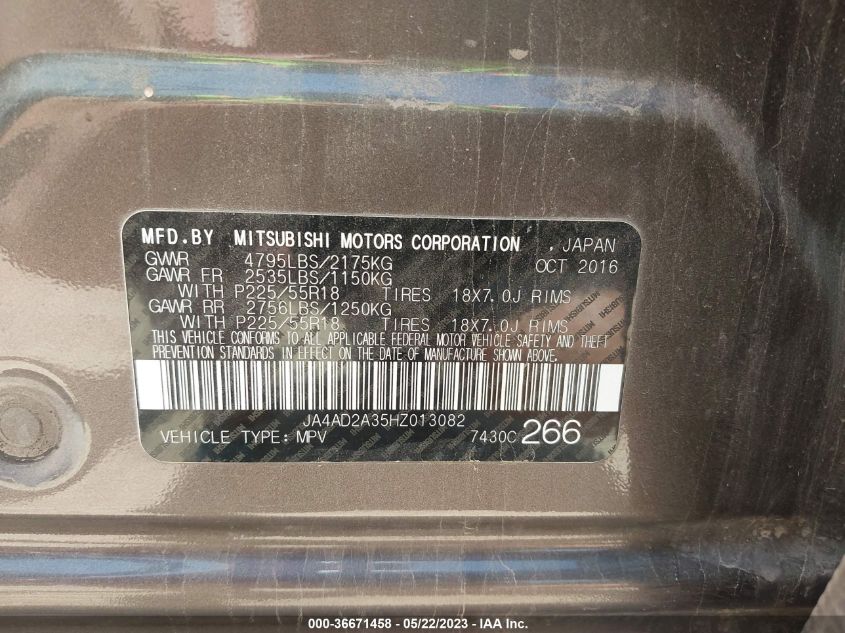 MFD.BY MITSUBISHI MOTORS CORPORATION , JAPAN
GVWR 4795LBS/2175KG OCT 2016
GAWR FR 2535LBS/1150KG
WITH P225/55R18 TIRES 18X7.0J RIMS
GAWR RR 2756LBS/1250KG
WITH P225/55R18 TIRES 18X7.0J RIMS
THIS VEHICLE CONFORMS TO ALL APPLICABLE FEDERAL MOTOR VEHICLE SAFETY AND THEFT
PREVENTION STANDARDS IN EFFECT ON THE DATE OF MANUFACTURE SHOWN ABOVE.
JA4AD2A35HZ013082
VEHICLE TYPE: MPV 7430C 266
000-36671458 - 05/22/2023 - IAA Inc.